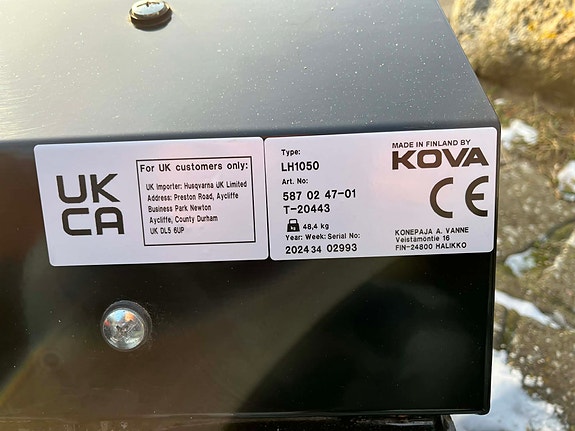 UK
CA
For UK customers only:
UK Importer: Husqvarna UK Limited
Address: Preston Road, Aycliffe
Business Park Newton
Aycliffe, County Durham
UK DL5 6UP
Type:
LH1050
Art. No:
587 02 47-01
T-20443
48,4 kg
Year: Week: Serial No:
2024 34 02993
MADE IN FINLAND BY
KOVA
CE
KONEPAJA A. VANNE
Veistämöntie 16
FIN-24800 HALIKKO